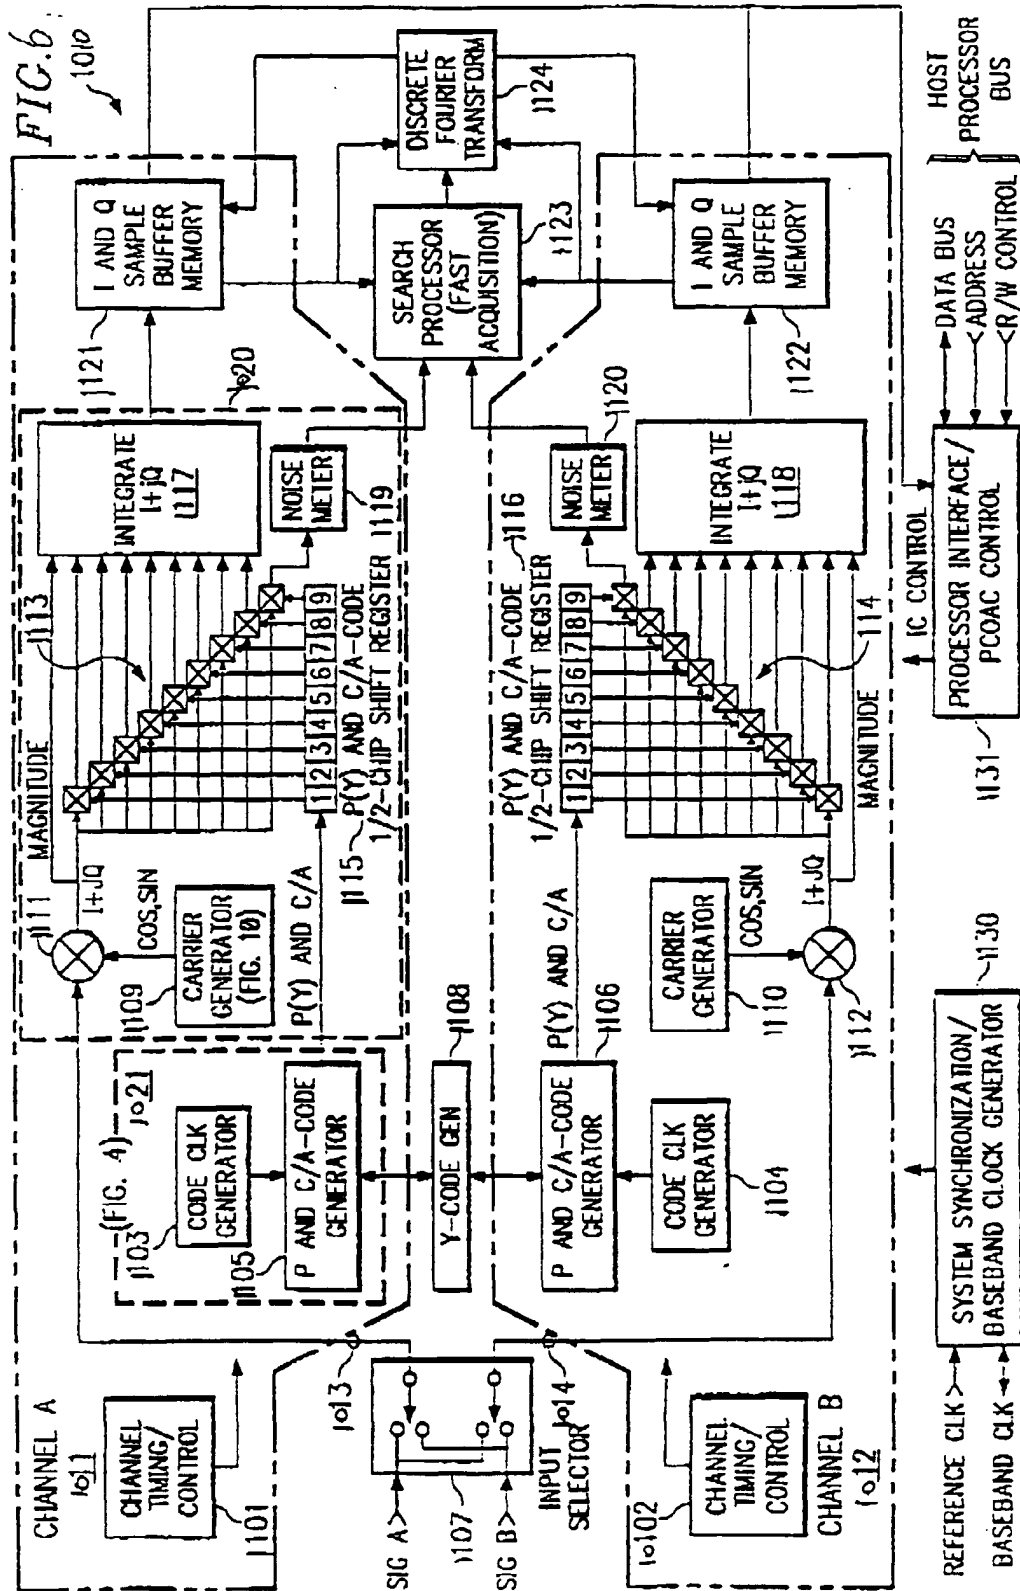 FIG.6
1010
CHANNEL A
1011
CHANNEL
TIMING/
CONTROL
1101
(FIG. 4)
1021
1103
CODE CLK
GENERATOR
1105
P AND C/A-CODE
GENERATOR
1111
1109
CARRIER
GENERATOR
(FIG. 10)
COS,SIN
I+JQ
MAGNITUDE
1113
P(Y) AND C/A
1 2 3 4 5 6 7 8 9
1115
P(Y) AND C/A-CODE
1/2-CHIP SHIFT REGISTER
INTEGRATE
I+jQ
1117
NOISE
METER
1119
1020
1121
I AND Q
SAMPLE
BUFFER
MEMORY
1013
SIG A
SIG B
1107
INPUT
SELECTOR
1014
Y-CODE GEN
1108
SEARCH
PROCESSOR
(FAST
ACQUISITION)
1123
DISCRETE
FOURIER
TRANSFORM
1124
P AND C/A-CODE
GENERATOR
1106
CODE CLK
GENERATOR
1104
P(Y) AND C/A
CARRIER
GENERATOR
1110
COS,SIN
1112
I+JQ
MAGNITUDE
P(Y) AND C/A-CODE
1116
1/2-CHIP SHIFT REGISTER
1 2 3 4 5 6 7 8 9
114
NOISE
METER
1120
INTEGRATE
I+jQ
1118
I AND Q
SAMPLE
BUFFER
MEMORY
1122
10102
CHANNEL
TIMING/
CONTROL
CHANNEL B
1012
REFERENCE CLK
BASEBAND CLK
SYSTEM SYNCHRONIZATION/
BASEBAND CLOCK GENERATOR
1130
1131
IC CONTROL
PROCESSOR INTERFACE/
PCOAC CONTROL
DATA BUS
ADDRESS
R/W CONTROL
HOST
PROCESSOR
BUS